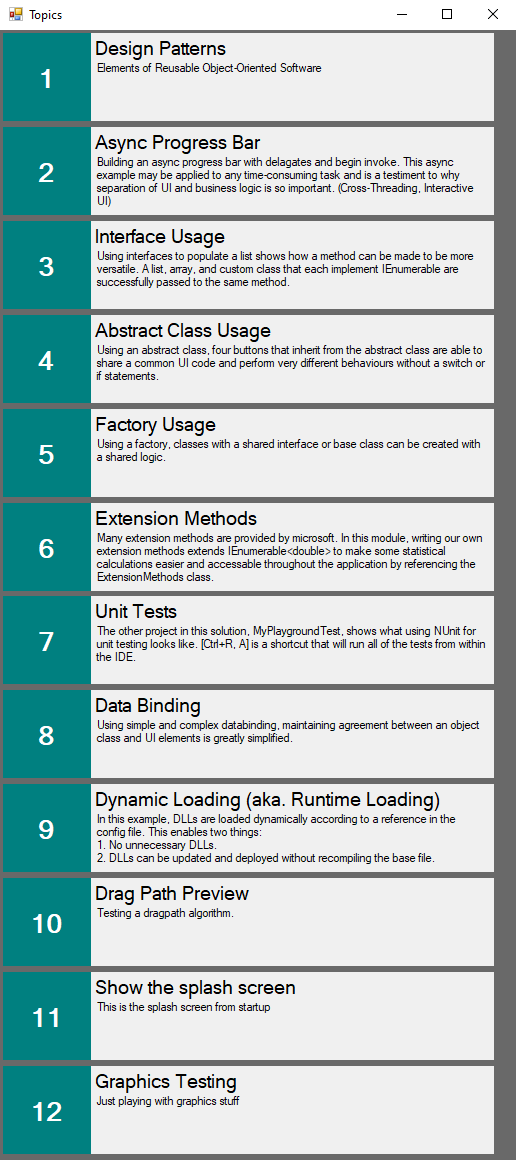 Topics
1
Design Patterns
Elements of Reusable Object-Oriented Software
2
Async Progress Bar
Building an async progress bar with delagates and begin invoke. This async
example may be applied to any time-consuming task and is a testiment to why
separation of UI and business logic is so important. (Cross-Threading, Interactive
UI)
3
Interface Usage
Using interfaces to populate a list shows how a method can be made to be more
versatile. A list, array, and custom class that each implement IEnumerable are
successfully passed to the same method.
4
Abstract Class Usage
Using an abstract class, four buttons that inherit from the abstract class are able to
share a common UI code and perform very different behaviours without a switch or
if statements.
5
Factory Usage
Using a factory, classes with a shared interface or base class can be created with
a shared logic.
6
Extension Methods
Many extension methods are provided by microsoft. In this module, writing our own
extension methods extends IEnumerable<double> to make some statistical
calculations easier and accessable throughout the application by referencing the
ExtensionMethods class.
7
Unit Tests
The other project in this solution, MyPlaygroundTest, shows what using NUnit for
unit testing looks like. [Ctrl+R, A] is a shortcut that will run all of the tests from within
the IDE.
8
Data Binding
Using simple and complex databinding, maintaining agreement between an object
class and UI elements is greatly simplified.
9
Dynamic Loading (aka. Runtime Loading)
In this example, DLLs are loaded dynamically according to a reference in the
config file. This enables two things:
1. No unnecessary DLLs.
2. DLLs can be updated and deployed without recompiling the base file.
10
Drag Path Preview
Testing a dragpath algorithm.
11
Show the splash screen
This is the splash screen from startup
12
Graphics Testing
Just playing with graphics stuff